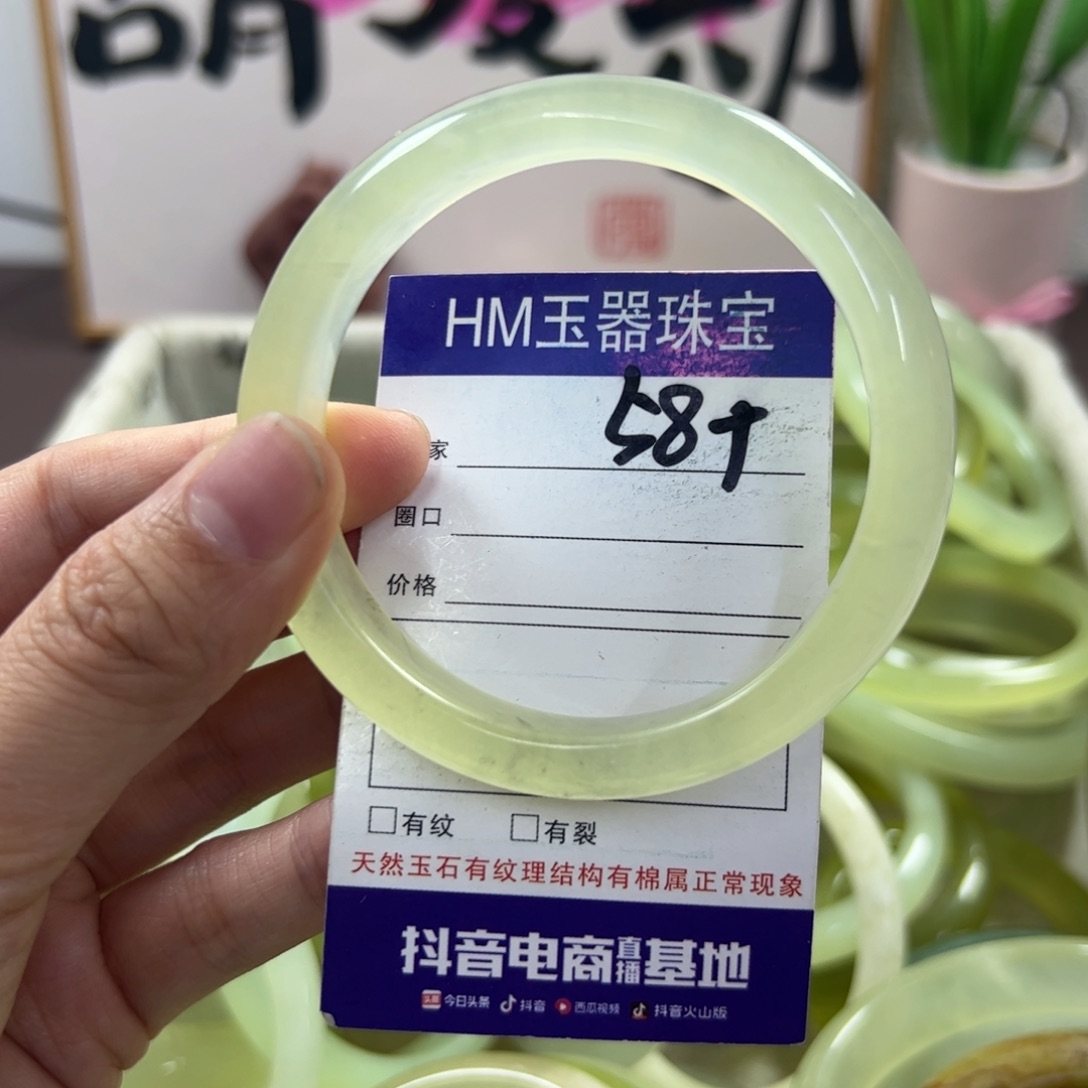 HM玉器珠宝
58+
家
圈口
价格
有纹 有裂
天然玉石有纹理结构有棉属正常现象
抖音电商直播基地
头条 今日头条 抖音 西瓜视频 抖音火山版